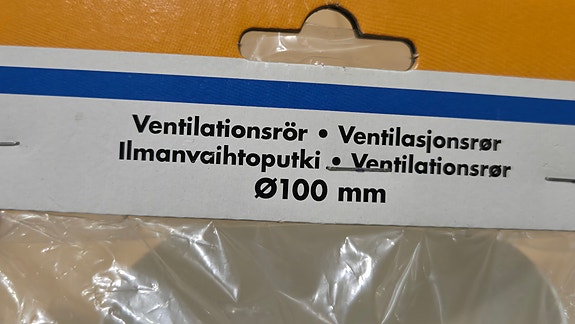 Ventilationsrör • Ventilasjonsrør
Ilmanvaihtoputki • Ventilationsrør
Ø100 mm